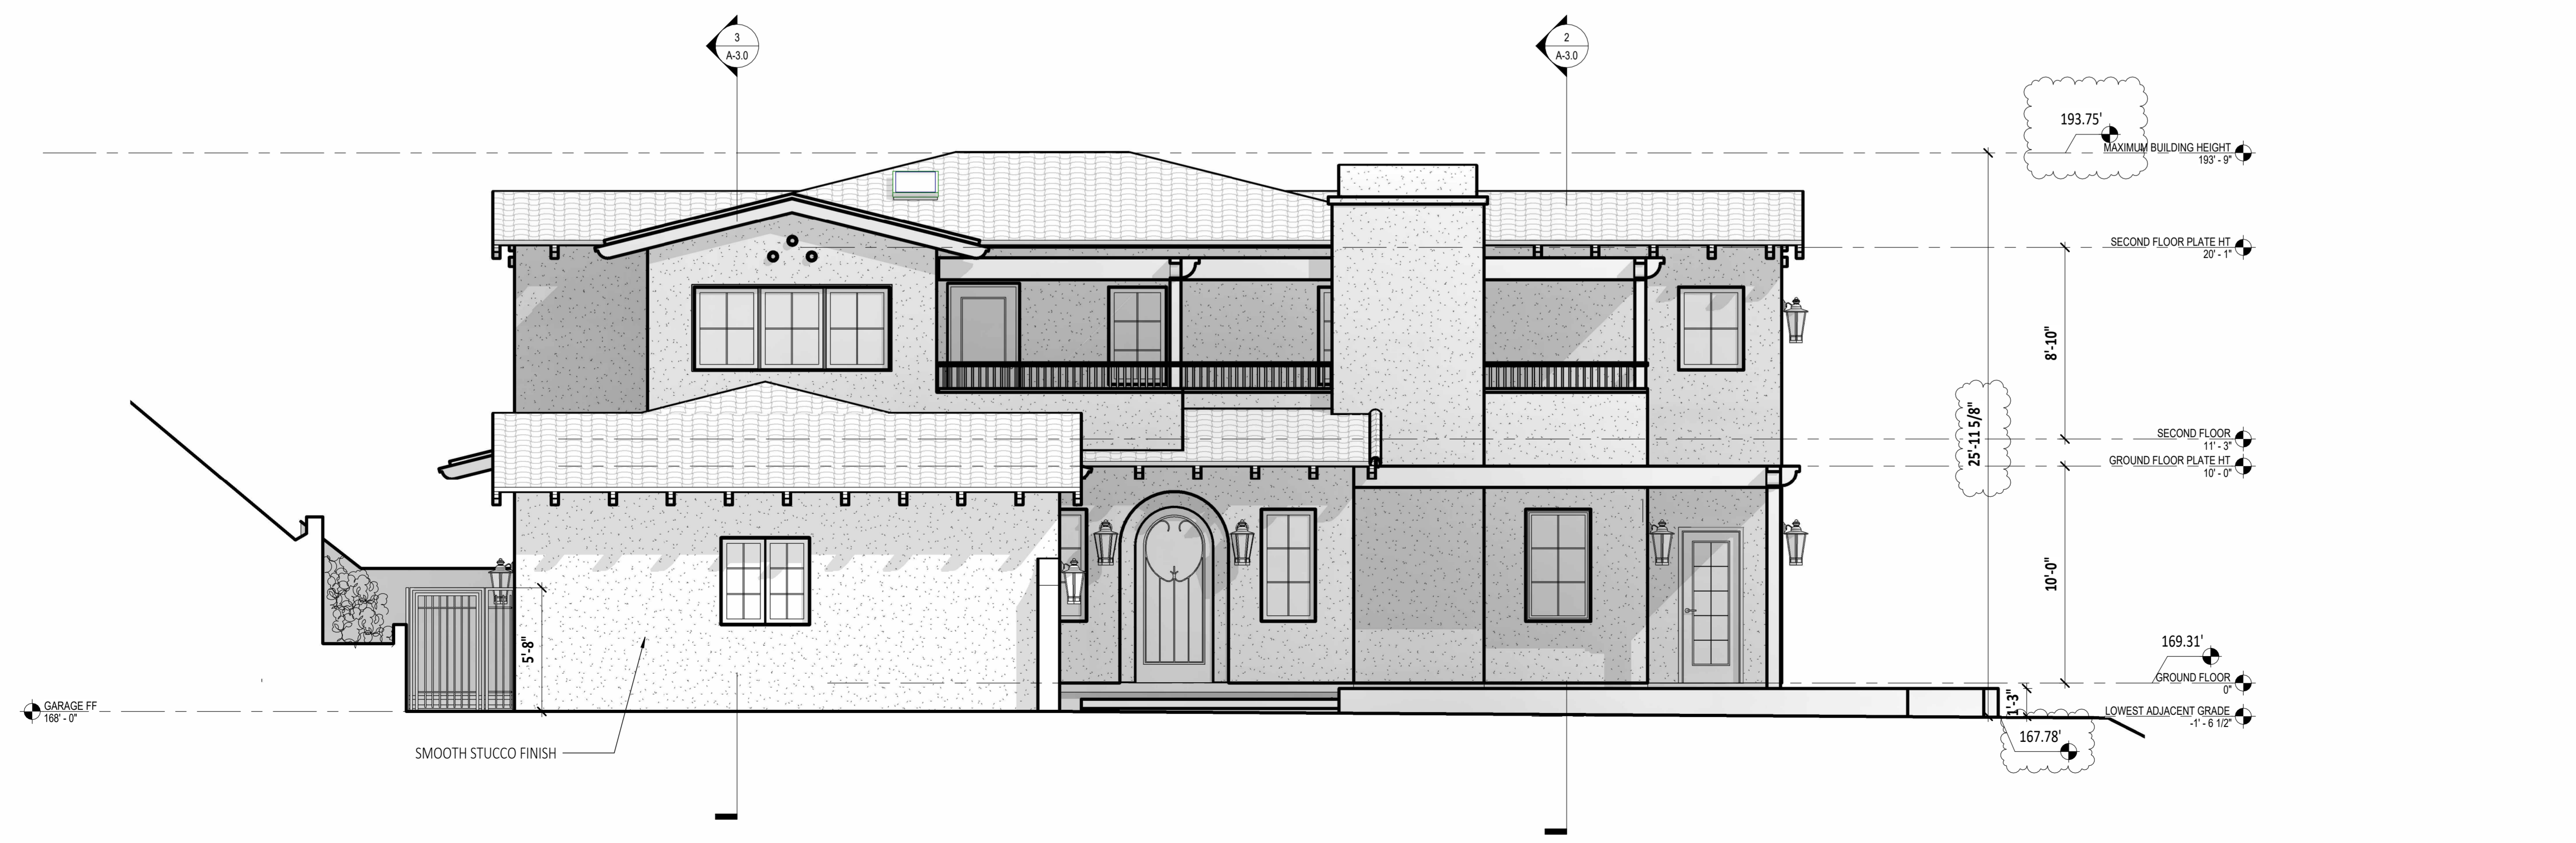 3
A-3.0
2
A-3.0
193.75'
MAXIMUM BUILDING HEIGHT
193' - 9"
SECOND FLOOR PLATE HT
20' - 1"
8'-10"
25'-11 5/8"
SECOND FLOOR
11' - 3"
GROUND FLOOR PLATE HT
10' - 0"
10'-0"
5'-8"
169.31'
GROUND FLOOR
0"
1'-3"
GARAGE FF
168' - 0"
LOWEST ADJACENT GRADE
-1' - 6 1/2"
167.78'
SMOOTH STUCCO FINISH